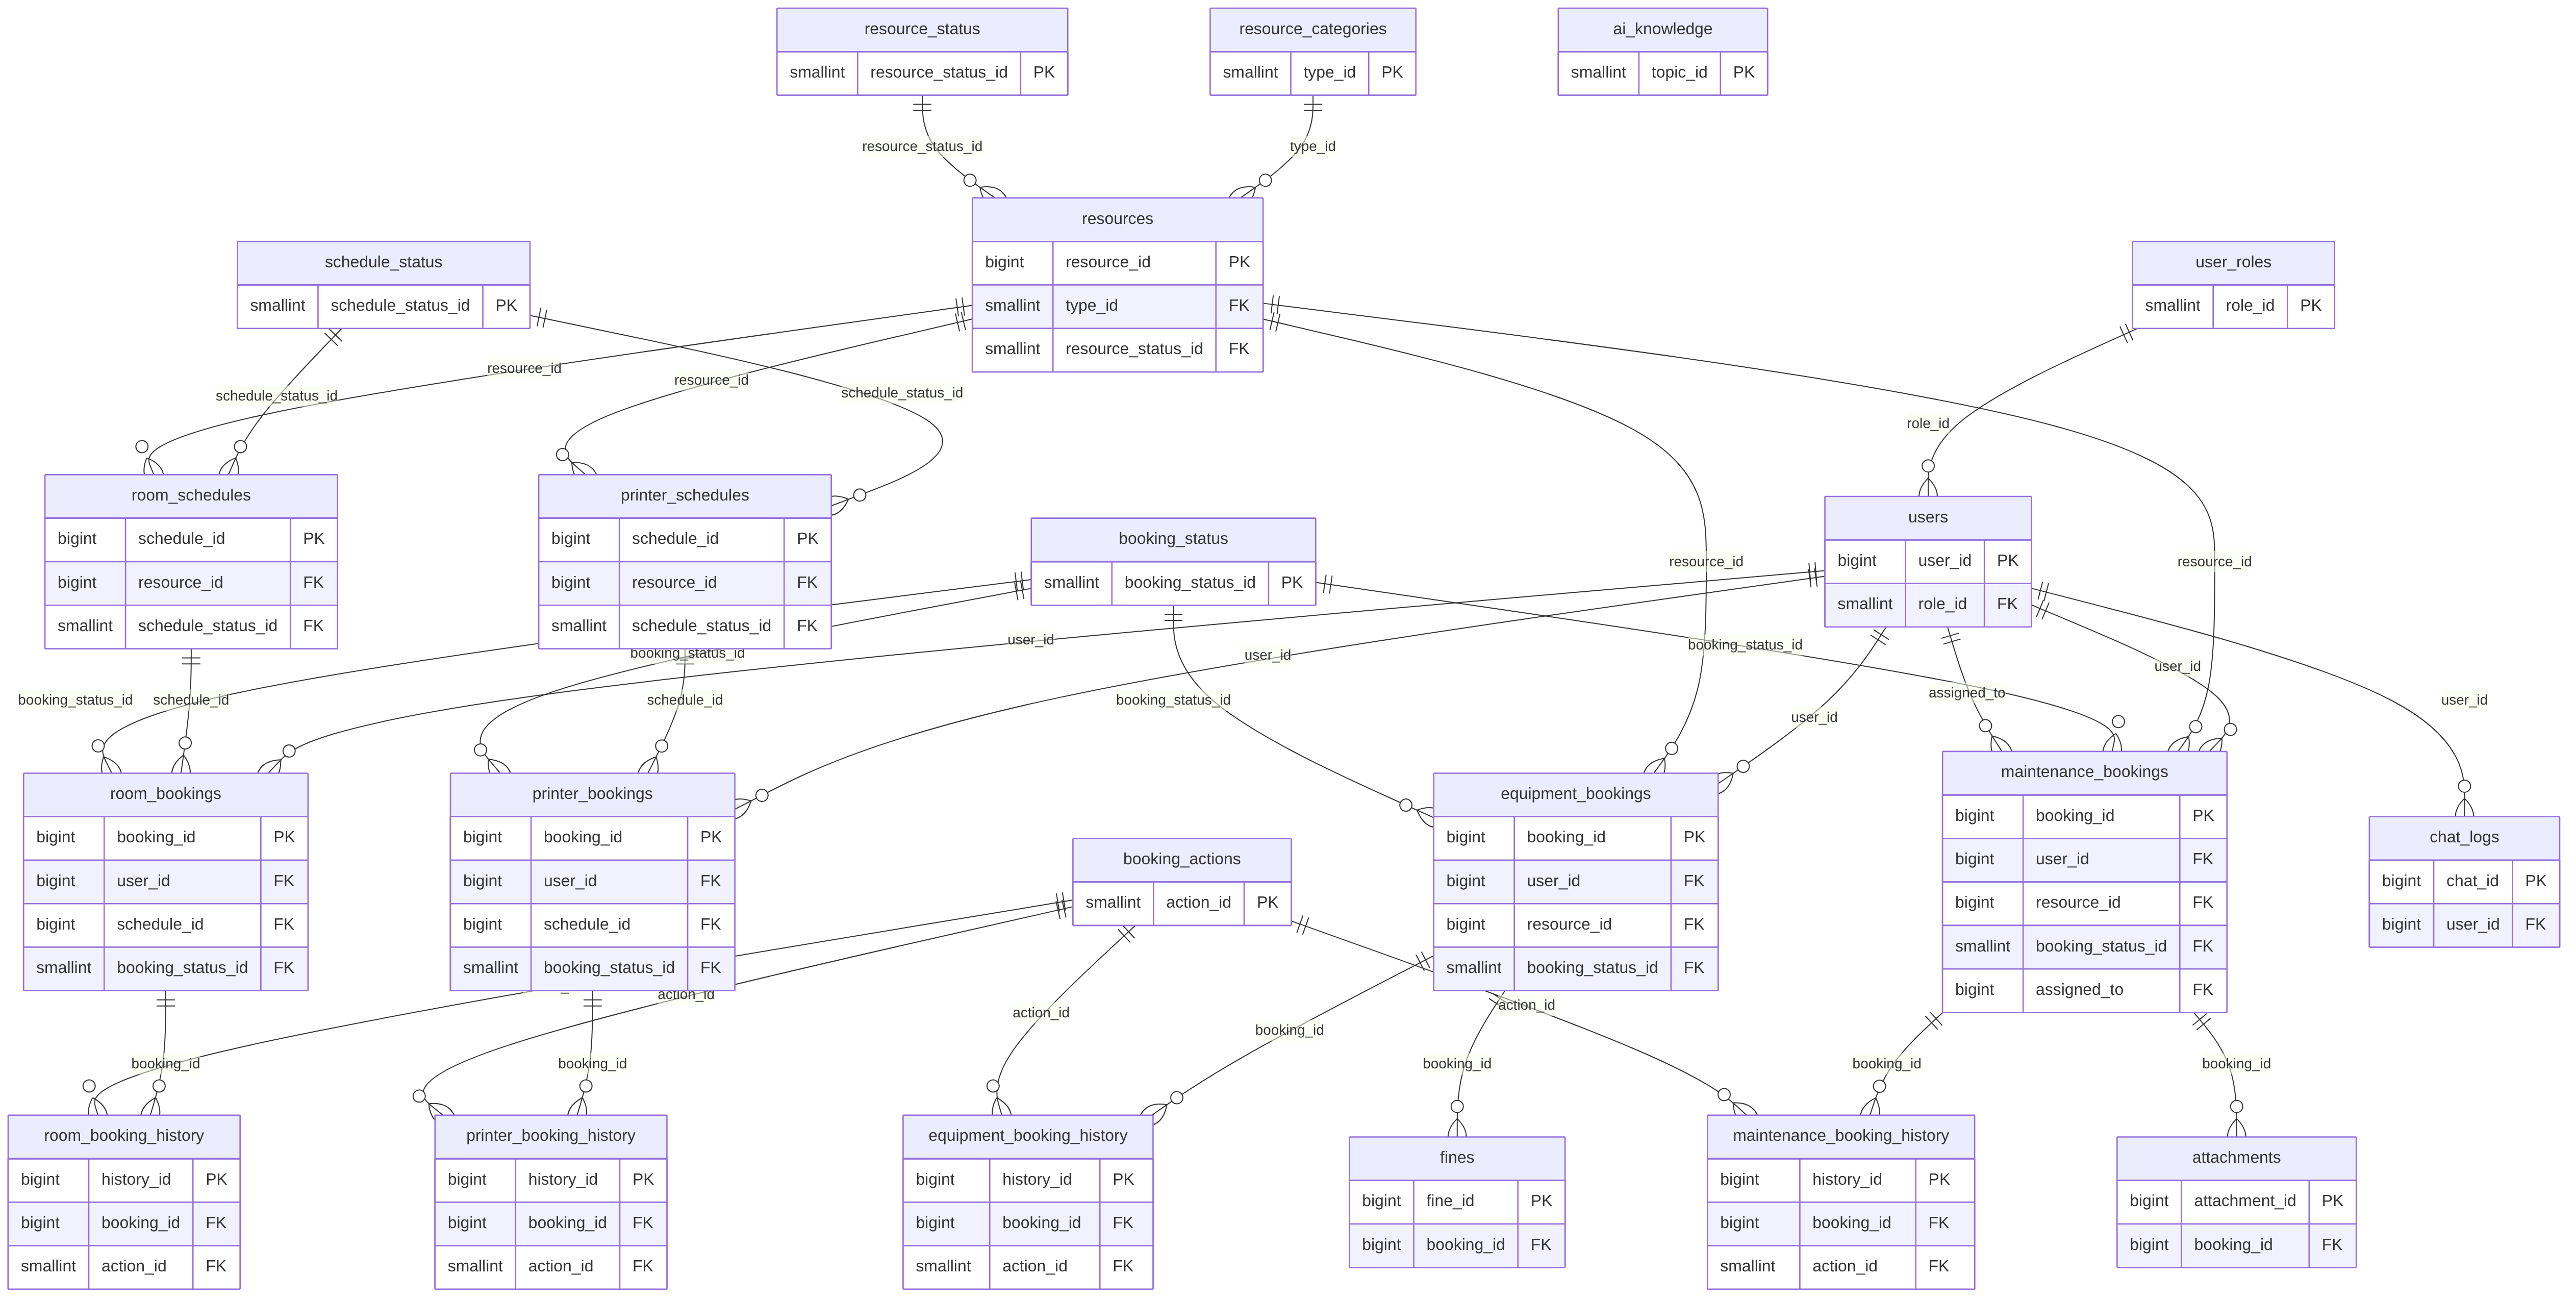 resource_status
smallint resource_status_id PK
resource_categories
smallint type_id PK
ai_knowledge
smallint topic_id PK
resource_status_id
type_id
resources
bigint resource_id PK
smallint type_id FK
smallint resource_status_id FK
schedule_status
smallint schedule_status_id PK
user_roles
smallint role_id PK
resource_id
resource_id
schedule_status_id
schedule_status_id
role_id
room_schedules
bigint schedule_id PK
bigint resource_id FK
smallint schedule_status_id FK
printer_schedules
bigint schedule_id PK
bigint resource_id FK
smallint schedule_status_id FK
booking_status
smallint booking_status_id PK
resource_id
resource_id
users
bigint user_id PK
smallint role_id FK
booking_status_id
user_id
user_id
booking_status_id
user_id
booking_status_id
schedule_id
schedule_id
booking_status_id
assigned_to
user_id
user_id
room_bookings
bigint booking_id PK
bigint user_id FK
bigint schedule_id FK
smallint booking_status_id FK
printer_bookings
bigint booking_id PK
bigint user_id FK
bigint schedule_id FK
smallint booking_status_id FK
booking_actions
smallint action_id PK
equipment_bookings
bigint booking_id PK
bigint user_id FK
bigint resource_id FK
smallint booking_status_id FK
maintenance_bookings
bigint booking_id PK
bigint user_id FK
bigint resource_id FK
smallint booking_status_id FK
bigint assigned_to FK
chat_logs
bigint chat_id PK
bigint user_id FK
action_id
action_id
action_id
booking_id
booking_id
booking_id
booking_id
booking_id
booking_id
room_booking_history
bigint history_id PK
bigint booking_id FK
smallint action_id FK
printer_booking_history
bigint history_id PK
bigint booking_id FK
smallint action_id FK
equipment_booking_history
bigint history_id PK
bigint booking_id FK
smallint action_id FK
fines
bigint fine_id PK
bigint booking_id FK
maintenance_booking_history
bigint history_id PK
bigint booking_id FK
smallint action_id FK
attachments
bigint attachment_id PK
bigint booking_id FK